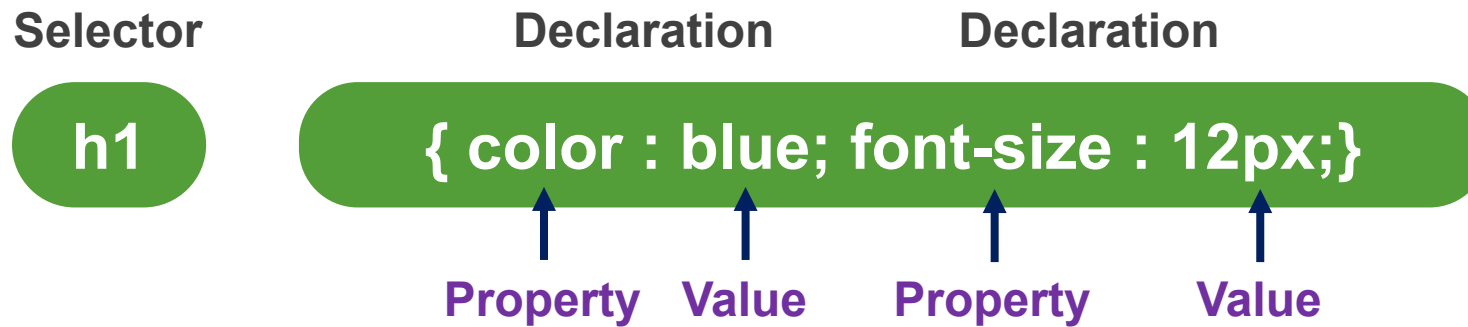 Selector Declaration Declaration
h1 { color : blue; font-size : 12px;}
Property Value Property Value